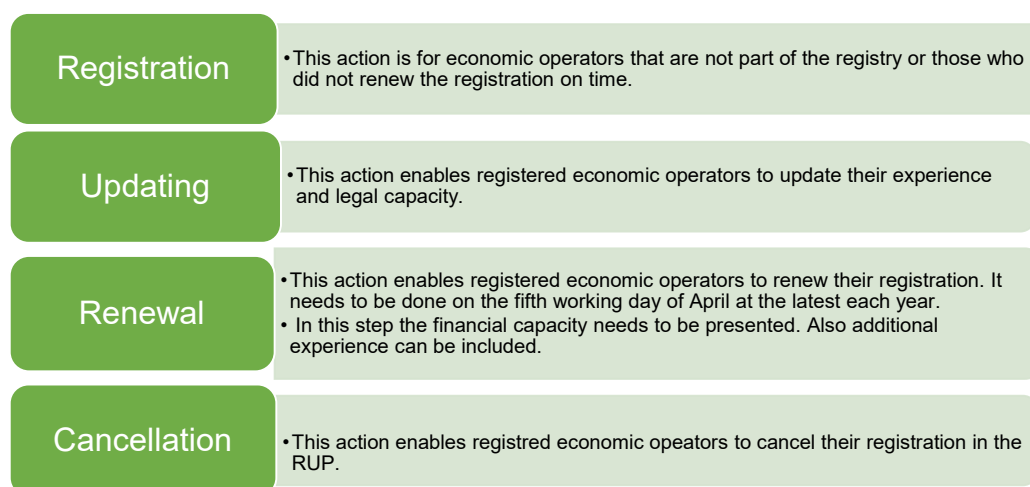 Registration
•This action is for economic operators that are not part of the registry or those who
did not renew the registration on time.
Updating
•This action enables registered economic operators to update their experience
and legal capacity.
Renewal
•This action enables registered economic operators to renew their registration. It
needs to be done on the fifth working day of April at the latest each year.
• In this step the financial capacity needs to be presented. Also additional
experience can be included.
Cancellation
•This action enables registred economic opeators to cancel their registration in the
RUP.